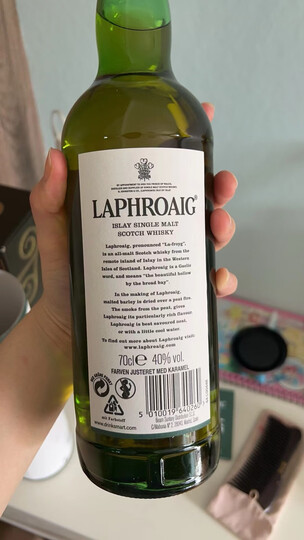 LAPHROAIG®
ISLAY SINGLE MALT
SCOTCH WHISKY
Laphroaig, pronounced "La-froyg",
is an all-malt Scotch whisky from the
remote island of Islay in the Western
Isles of Scotland. Laphroaig is a Gaelic
word, and means "the beautiful hollow
by the broad bay"
In the making of Laphroaig,
malted barley is dried over a peat fire.
The smoke from the peat, gives
Laphroaig its particularly rich flavour.
Laphroaig is best savoured neat,
or with a little cool water.
To find out more about Laphroaig visit:
www.laphroaig.com
70cl e 40% vol.
FARVEN JUSTERET MED KARAMEL
mit Farbstoff
www.drinksmart.com